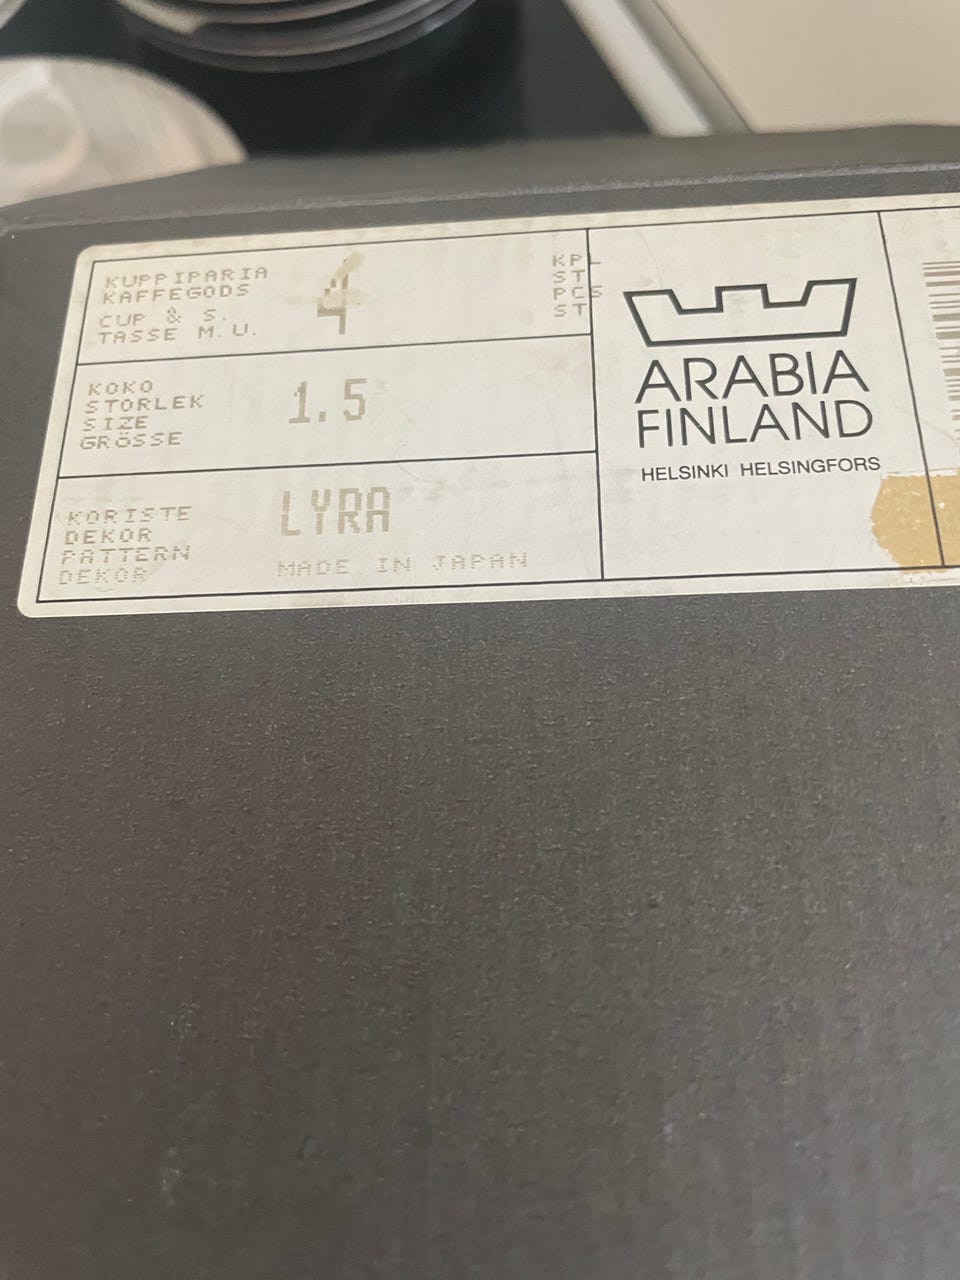 KUPPIPARIA
KAFFEGODS
CUP & S.
TASSE M. U.
4
KPL
ST
PCS
ST
KOKO
STORLEK
SIZE
GRÖSSE
1.5
KORISTE
DEKOR
PATTERN
DEKOR
LYRA
MADE IN JAPAN
ARABIA
FINLAND
HELSINKI HELSINGFORS